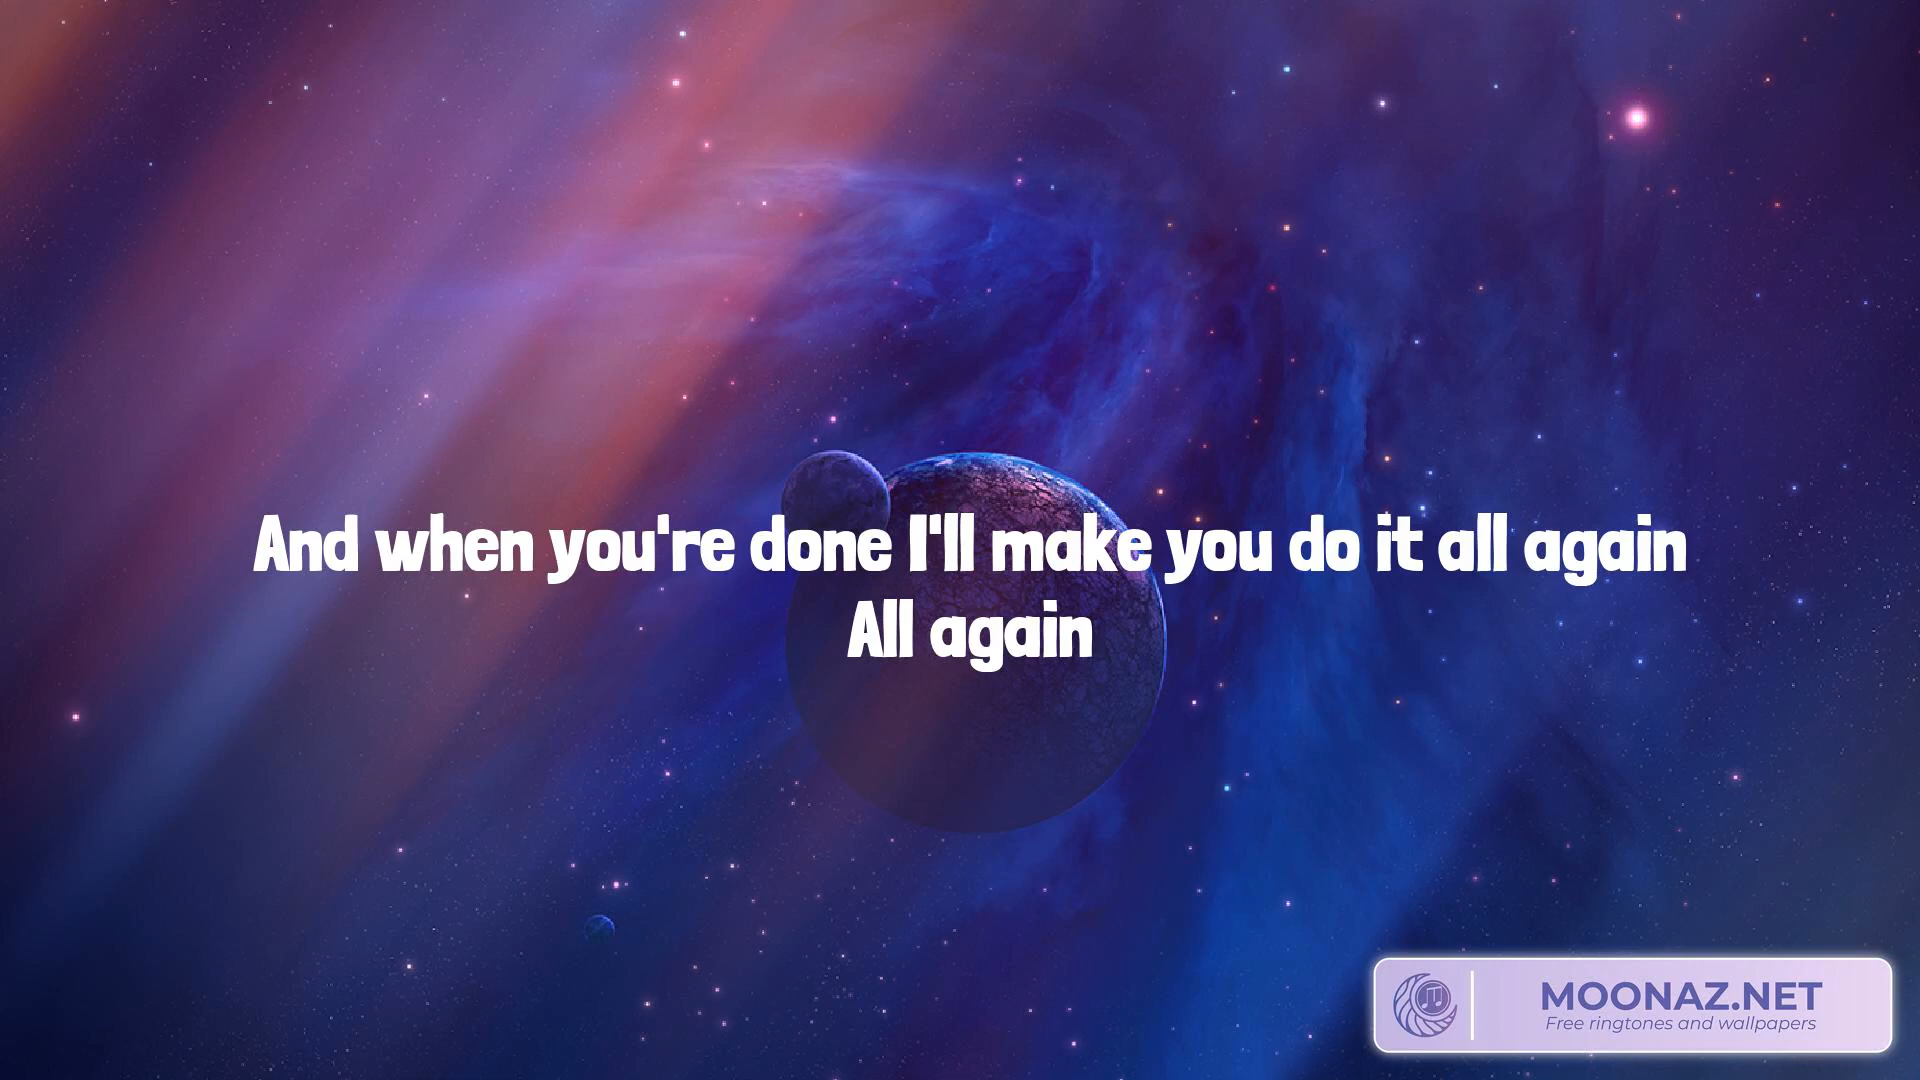 And when you're done I'll make you do it all again
All again
MOONAZ.NET
Free ringtones and wallpapers